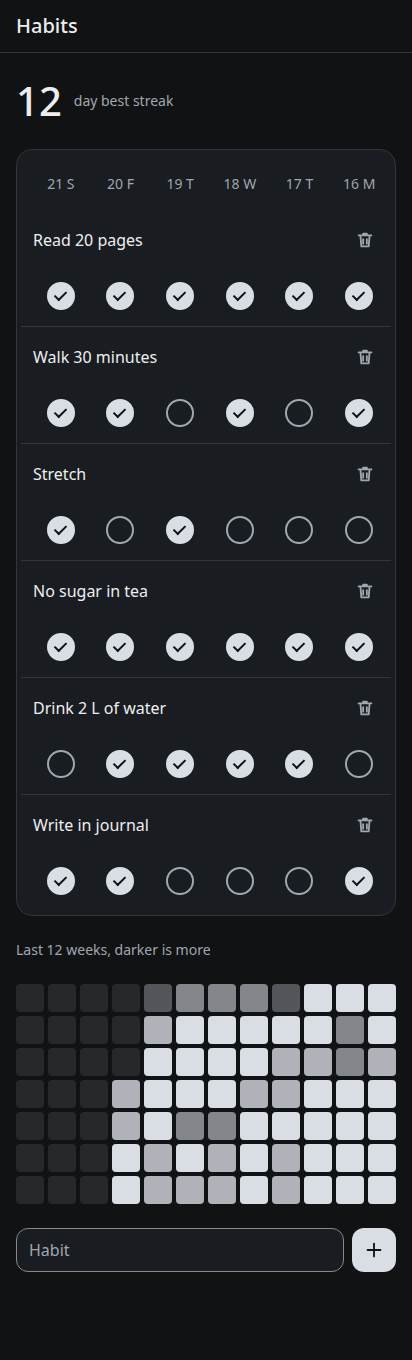 Habits
12 day best streak
21 S 20 F 19 T 18 W 17 T 16 M
Read 20 pages
Walk 30 minutes
Stretch
No sugar in tea
Drink 2 L of water
Write in journal
Last 12 weeks, darker is more
Habit